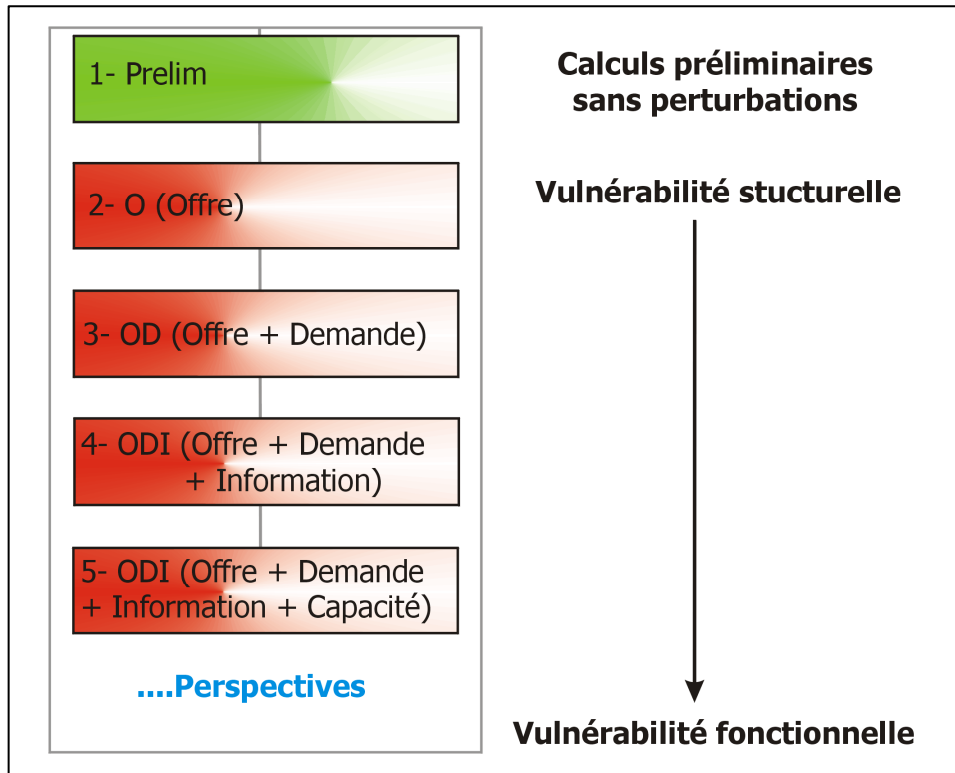 1- Prelim
Calculs préliminaires
sans perturbations
2- O (Offre)
Vulnérabilité stucturelle
3- OD (Offre + Demande)
4- ODI (Offre + Demande
+ Information)
5- ODI (Offre + Demande
+ Information + Capacité)
....Perspectives
Vulnérabilité fonctionnelle